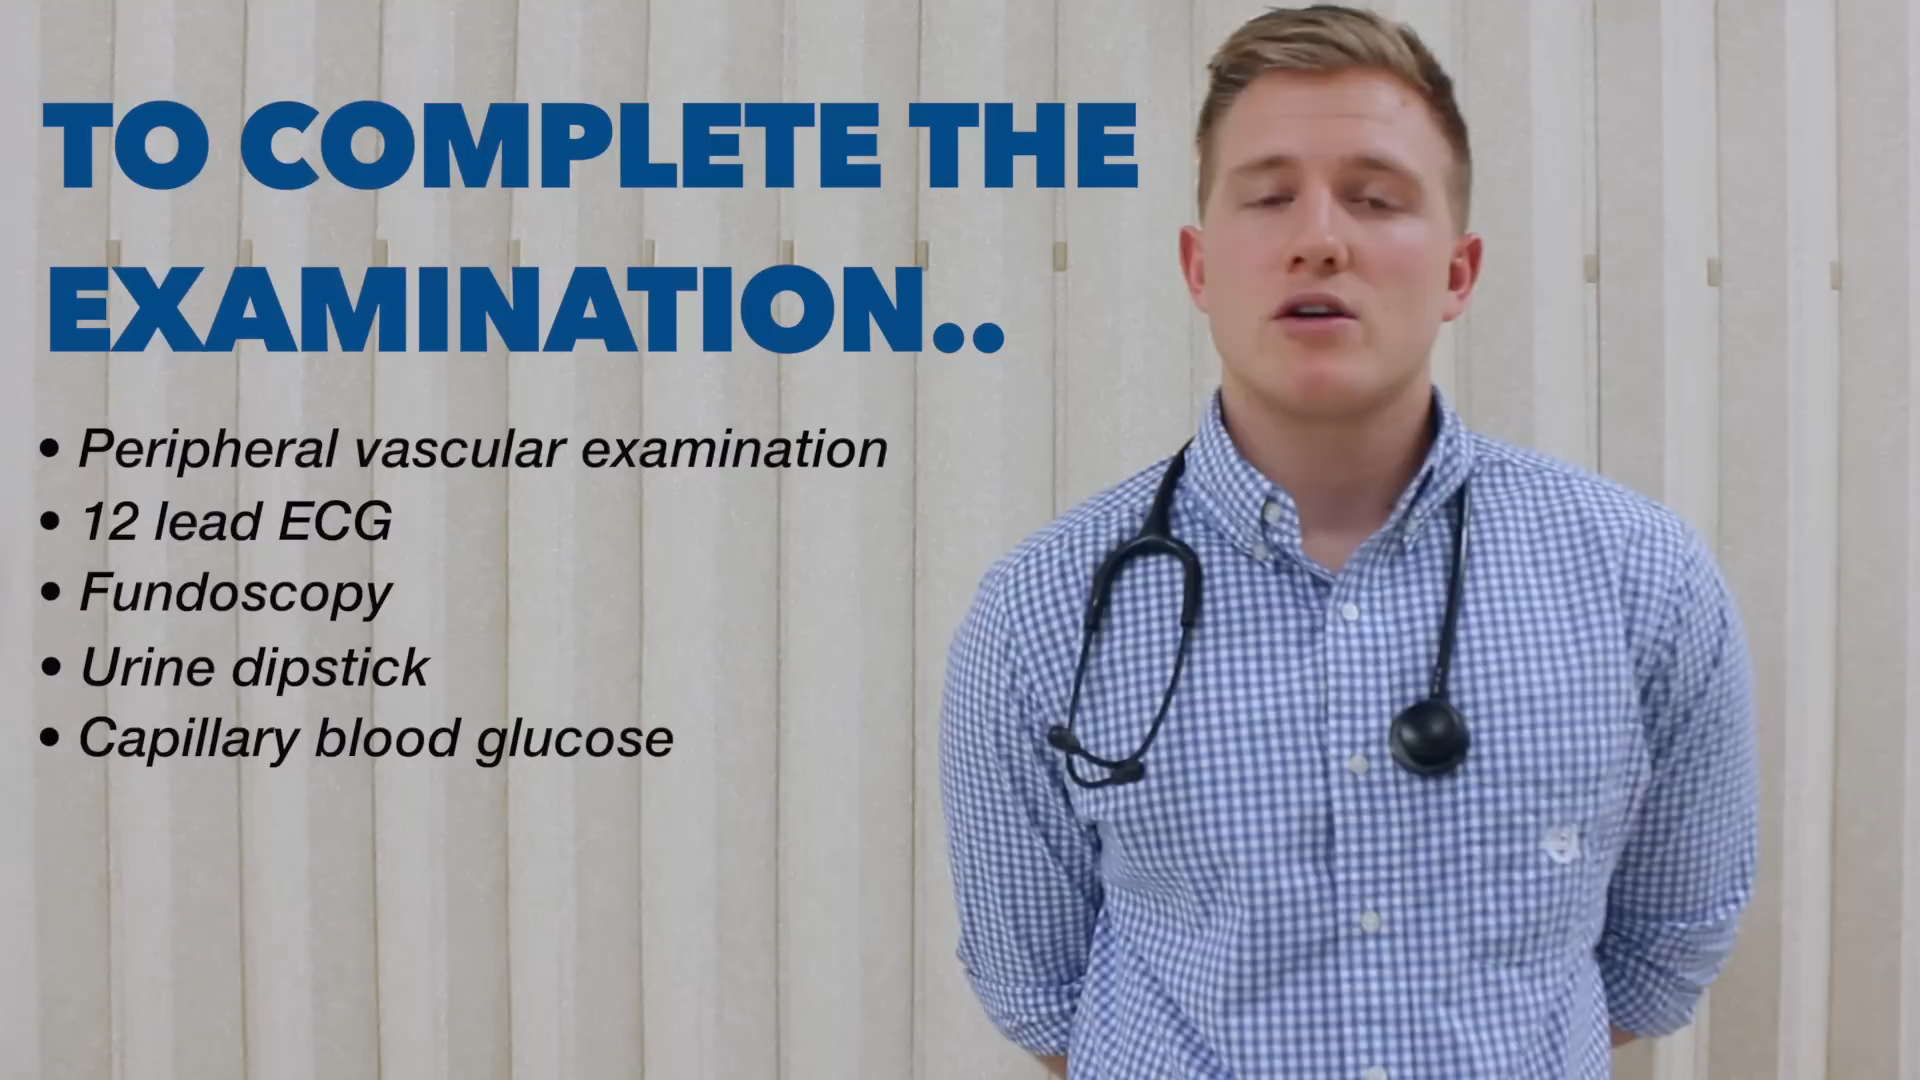 TO COMPLETE THE
EXAMINATION..
• Peripheral vascular examination
• 12 lead ECG
• Fundoscopy
• Urine dipstick
• Capillary blood glucose